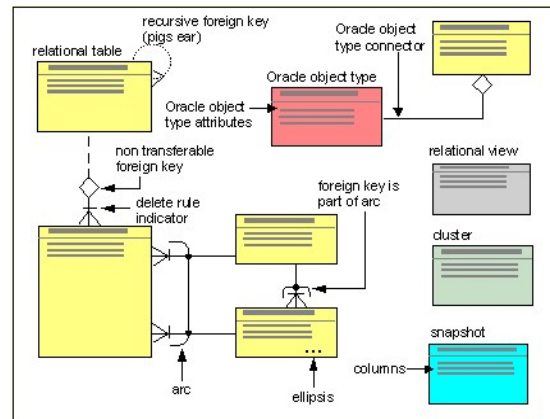 recursive foreign key
(pigs ear)
relational table
Oracle object
type connector
Oracle object type
Oracle object
type attributes
non transferable
foreign key
relational view
delete rule
indicator
foreign key is
part of arc
cluster
snapshot
columns
arc
ellipsis